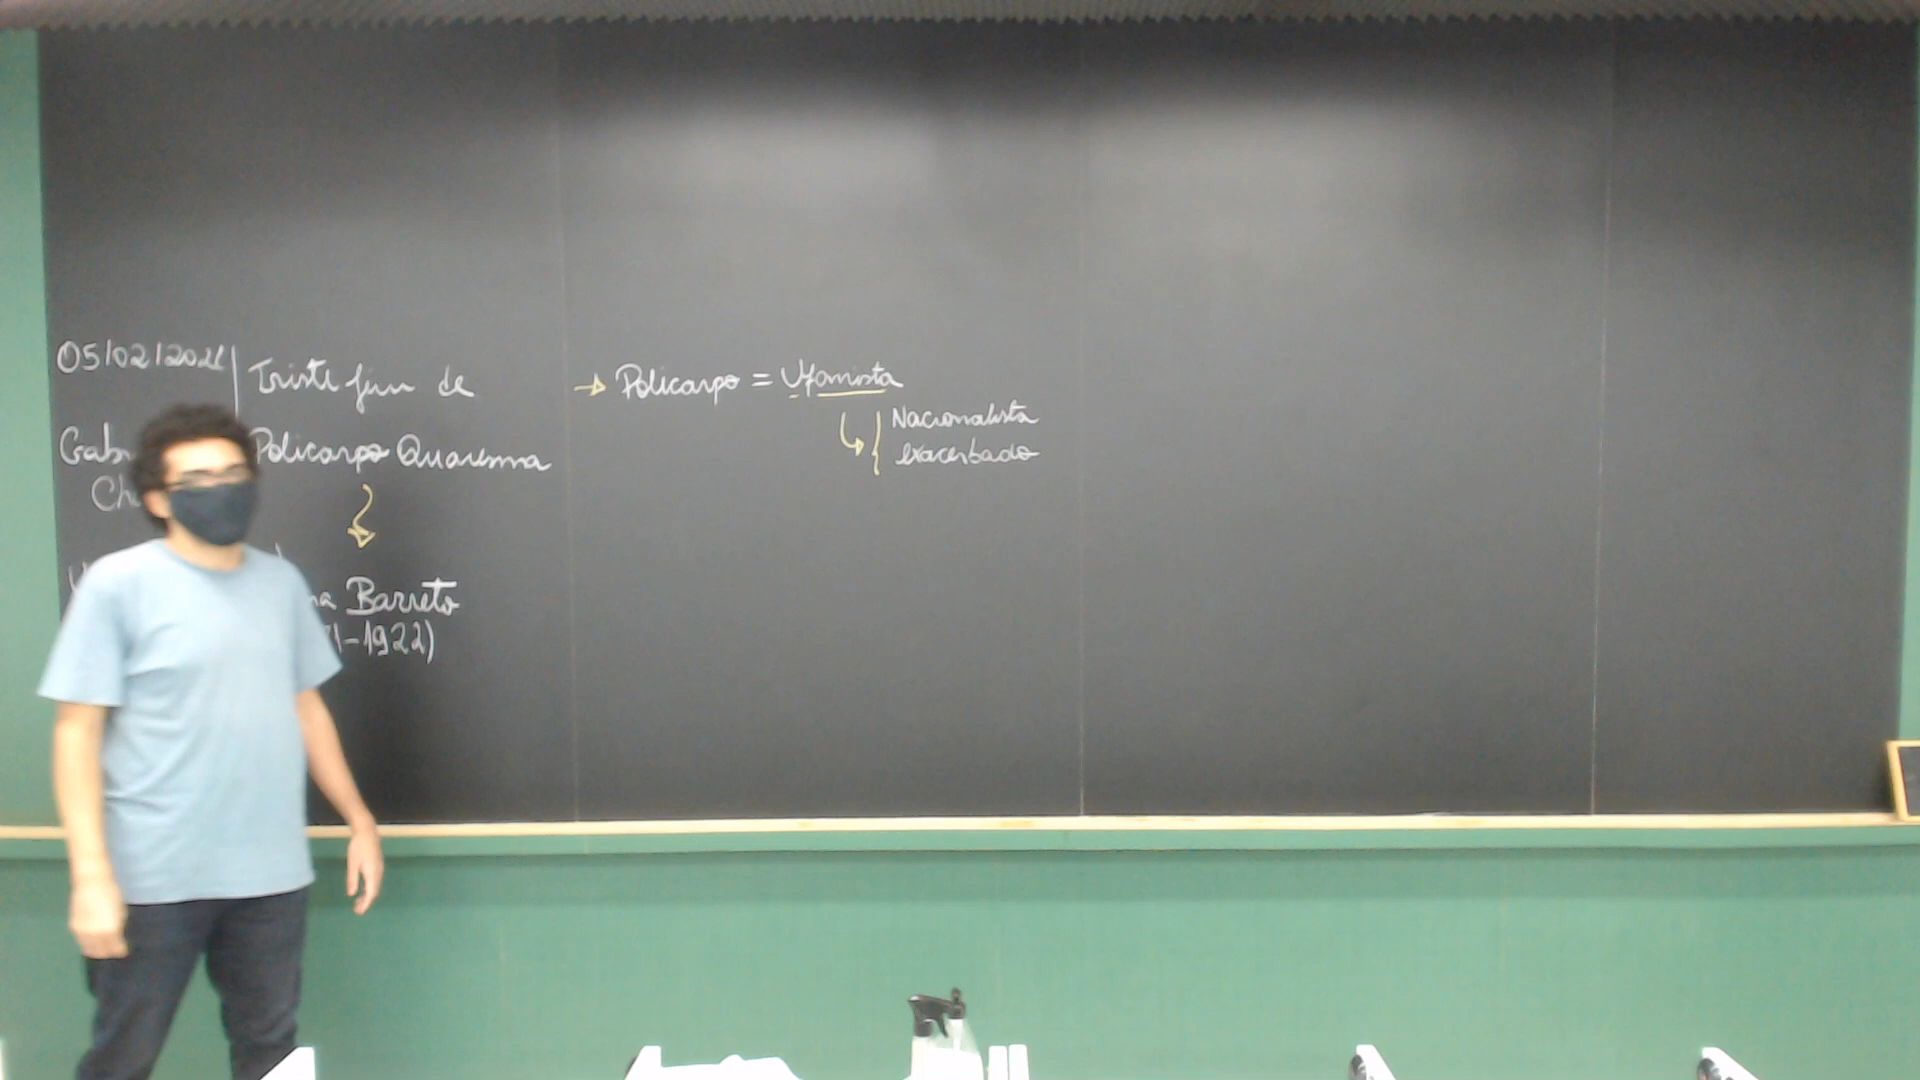 05/02/2021
Triste fim de
Policarpo Quaresma
Barreto
-1922)
→ Policarpo = Ufanista
Nacionalista
exacerbado